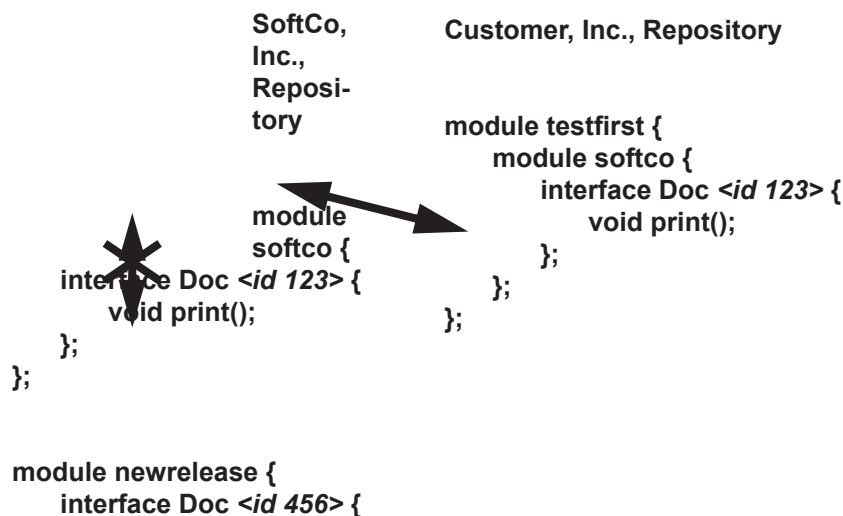 SoftCo,
Inc.,
Reposi-
tory
module
softco {
interface Doc <id 123> {
void print();
};
};
module newrelease {
interface Doc <id 456> {
Customer, Inc., Repository
module testfirst {
module softco {
interface Doc <id 123> {
void print();
};
};
};